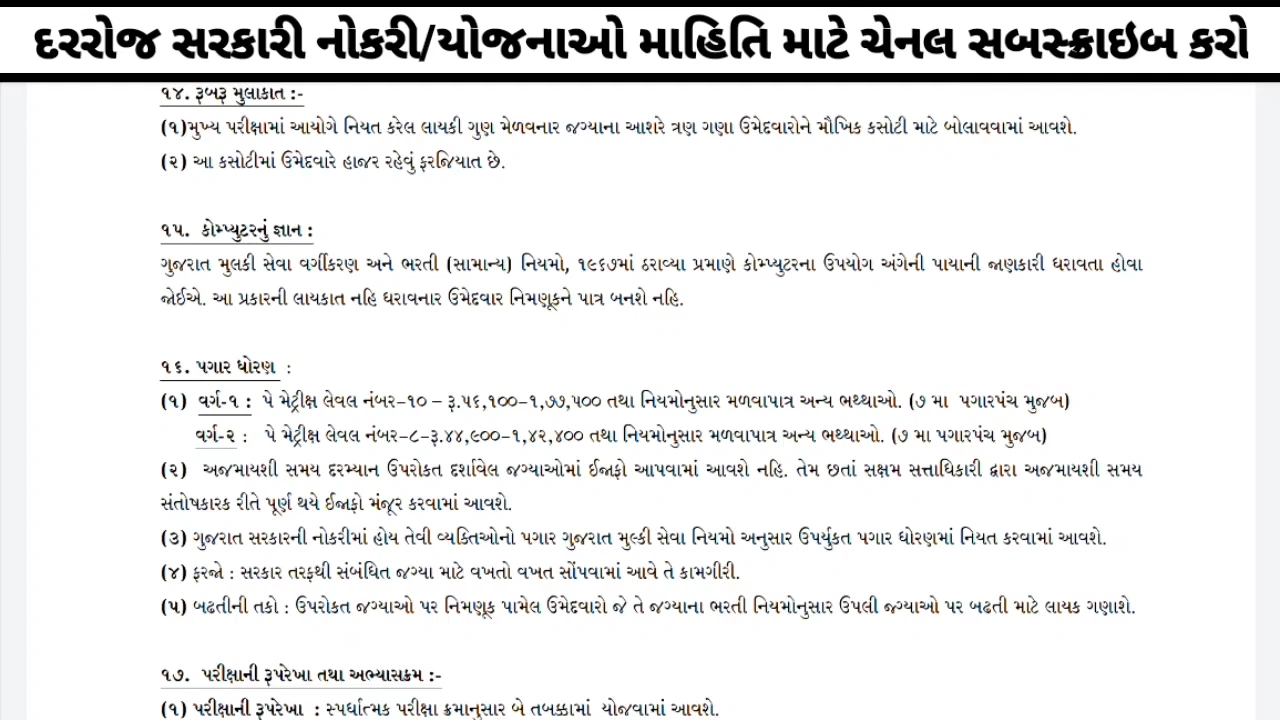 દરરોજ સરકારી નોકરી/યોજનાઓ માહિતિ માટે ચેનલ સબસ્ક્રાઇબ કરો
૧૪. રૂબરૂ મુલાકાત :-
(૧)મુખ્ય પરીક્ષામાં આયોગે નિયત કરેલ લાયકી ગુણ મેળવનાર જગ્યાના આશરે ત્રણ ગણા ઉમેદવારોને મૌખિક કસોટી માટે બોલાવવામાં આવશે.
(૨) આ કસોટીમાં ઉમેદવારે હાજર રહેવું ફરજિયાત છે.
૧૫. કોમ્પ્યુટરનું જ્ઞાન :
ગુજરાત મુલકી સેવા વર્ગીકરણ અને ભરતી (સામાન્ય) નિયમો, ૧૯૬૭માં ઠરાવ્યા પ્રમાણે કોમ્પ્યુટરના ઉપયોગ અંગેની પાયાની જાણકારી ધરાવતા હોવા
જોઈએ. આ પ્રકારની લાયકાત નહિ ધરાવનાર ઉમેદવાર નિમણૂકને પાત્ર બનશે નહિ.
૧૬. પગાર ધોરણ :
(૧) વર્ગ-૧ : પે મેટ્રીક્ષ લેવલ નંબર–૧૦ – રૂ.૫૬,૧૦૦–૧,૭૭,૫૦૦ તથા નિયમોનુસાર મળવાપાત્ર અન્ય ભથ્થાઓ. (૭ મા પગારપંચ મુજબ)
વર્ગ-૨ : પે મેટ્રીક્ષ લેવલ નંબર–૮–રૂ.૪૪,૯૦૦–૧,૪૨,૪૦૦ તથા નિયમોનુસાર મળવાપાત્ર અન્ય ભથ્થાઓ. (૭ મા પગારપંચ મુજબ)
(૨) અજમાયશી સમય દરમ્યાન ઉપરોકત દર્શાવેલ જગ્યાઓમાં ઈજાફો આપવામાં આવશે નહિ. તેમ છતાં સક્ષમ સત્તાધિકારી દ્વારા અજમાયશી સમય
સંતોષકારક રીતે પૂર્ણ થયે ઈજાફો મંજૂર કરવામાં આવશે.
(૩) ગુજરાત સરકારની નોકરીમાં હોય તેવી વ્યક્તિઓનો પગાર ગુજરાત મુલ્કી સેવા નિયમો અનુસાર ઉપર્યુકત પગાર ધોરણમાં નિયત કરવામાં આવશે.
(૪) ફરજો : સરકાર તરફથી સંબંધિત જગ્યા માટે વખતો વખત સોંપવામાં આવે તે કામગીરી.
(૫) બઢતીની તકો : ઉપરોકત જગ્યાઓ પર નિમણૂક પામેલ ઉમેદવારો જે તે જગ્યાના ભરતી નિયમોનુસાર ઉપલી જગ્યાઓ પર બઢતી માટે લાયક ગણાશે.
૧૭. પરીક્ષાની રૂપરેખા તથા અભ્યાસક્રમ :-
(૧) પરીક્ષાની રૂપરેખા : સ્પર્ધાત્મક પરીક્ષા ક્રમાનુસાર બે તબક્કામાં યોજવામાં આવશે.